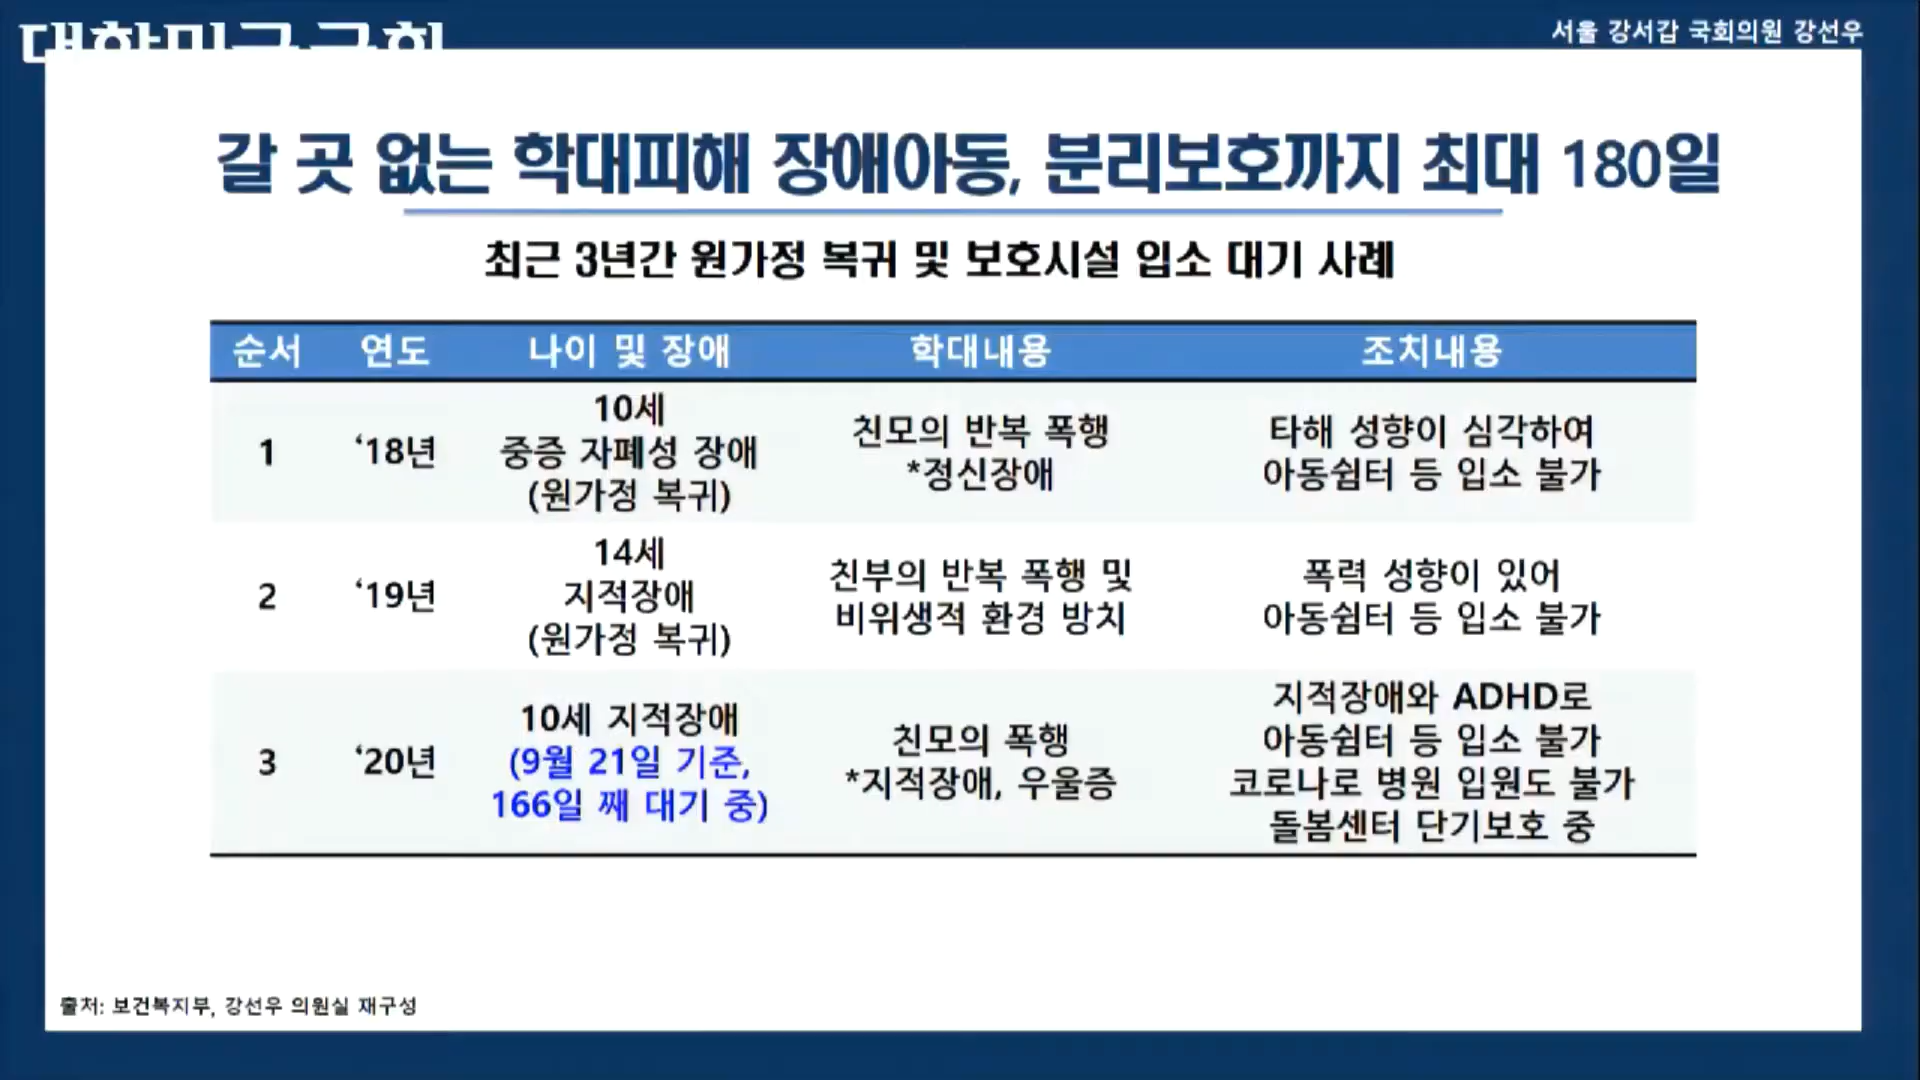 대한민국국회
서울 강서갑 국회의원 강선우
갈 곳 없는 학대피해 장애아동, 분리보호까지 최대 180일
최근 3년간 원가정 복귀 및 보호시설 입소 대기 사례
순서 연도 나이 및 장애 학대내용 조치내용
1 ‘18년
10세
중증 자폐성 장애
(원가정 복귀)
친모의 반복 폭행
*정신장애
타해 성향이 심각하여
아동쉼터 등 입소 불가
2 ‘19년
14세
지적장애
(원가정 복귀)
친부의 반복 폭행 및
비위생적 환경 방치
폭력 성향이 있어
아동쉼터 등 입소 불가
3 ‘20년
10세 지적장애
(9월 21일 기준,
166일 째 대기 중)
친모의 폭행
*지적장애, 우울증
지적장애와 ADHD로
아동쉼터 등 입소 불가
코로나로 병원 입원도 불가
돌봄센터 단기보호 중
출처: 보건복지부, 강선우 의원실 재구성